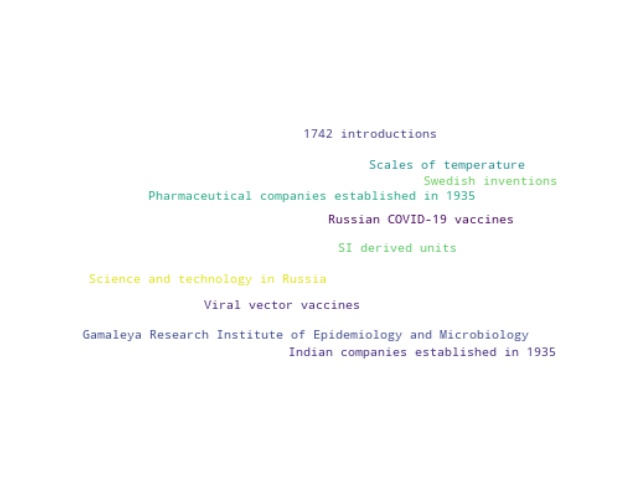 1742 introductions
Scales of temperature
Swedish inventions
Pharmaceutical companies established in 1935
Russian COVID-19 vaccines
SI derived units
Science and technology in Russia
Viral vector vaccines
Gamaleya Research Institute of Epidemiology and Microbiology
Indian companies established in 1935